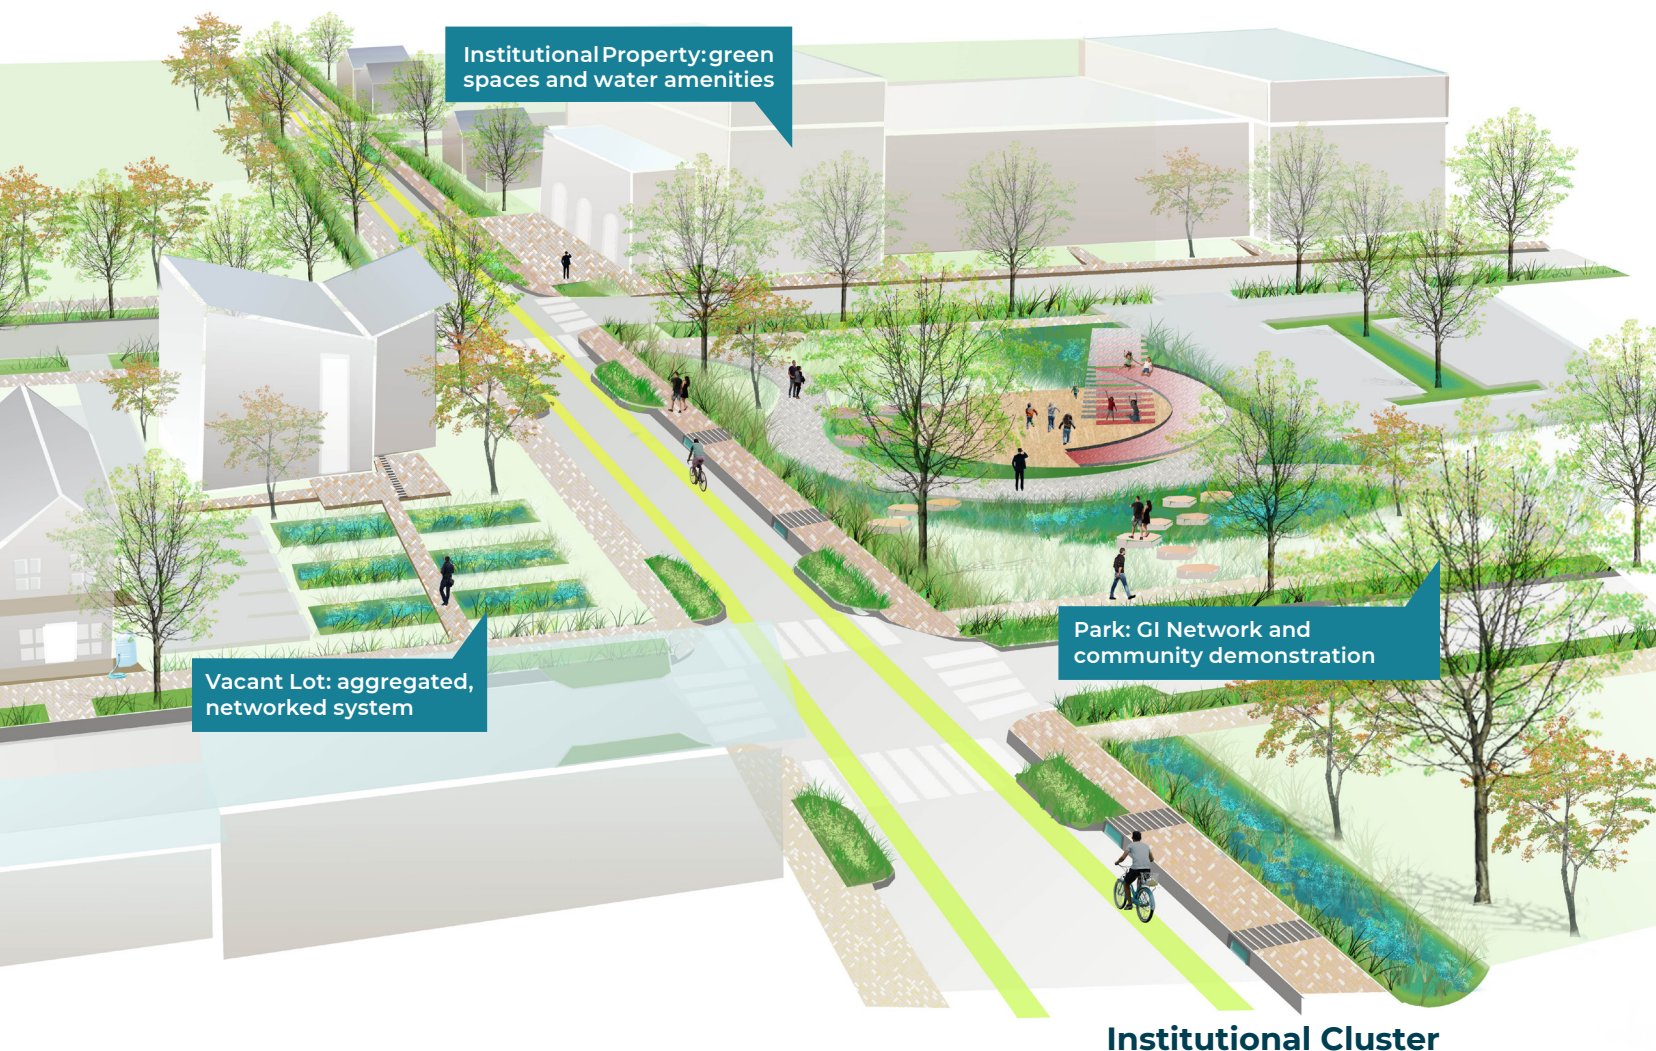 Institutional Property: green
spaces and water amenities
Park: GI Network and
community demonstration
Vacant Lot: aggregated,
networked system
Institutional Cluster